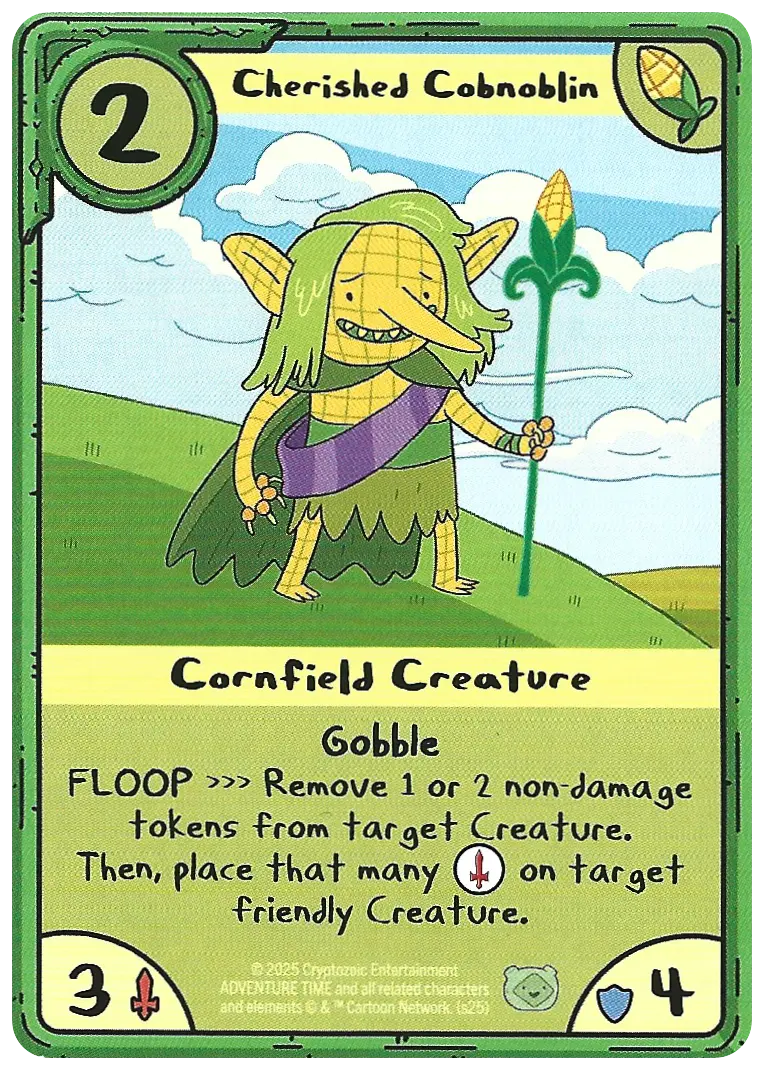 2
Cherished Cobnoblin
Cornfield Creature
Gobble
FLOOP >>> Remove 1 or 2 non-damage
tokens from target Creature.
Then, place that many on target
friendly Creature.
3
© 2025 Cryptozoic Entertainment
ADVENTURE TIME and all related characters
and elements © & ™ Cartoon Network. (s25)
4